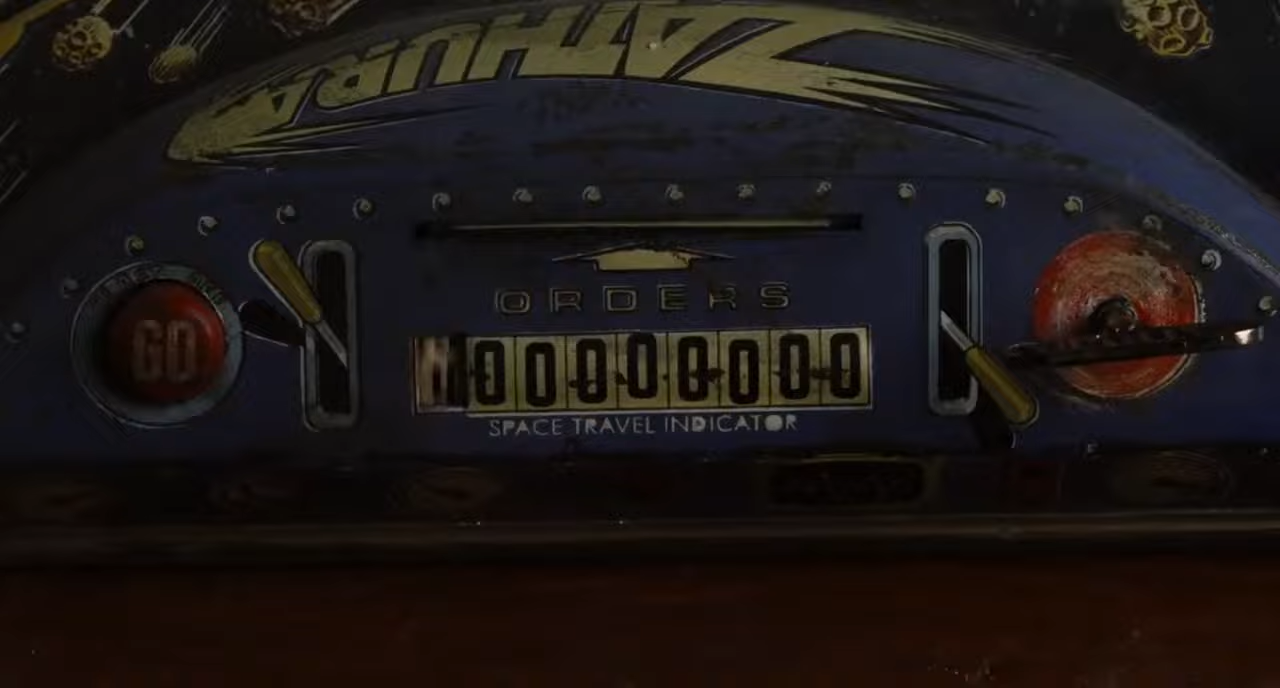 ZATHURA
GO
ORDERS
00000000
SPACE TRAVEL INDICATOR